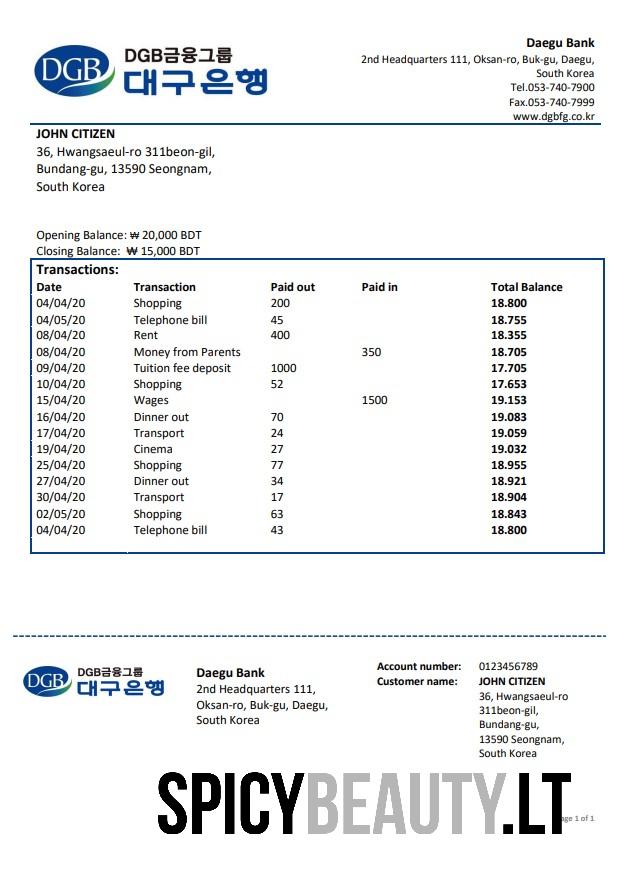 DGB
DGB금융그룹
대구은행
Daegu Bank
2nd Headquarters 111, Oksan-ro, Buk-gu, Daegu,
South Korea
Tel.053-740-7900
Fax.053-740-7999
www.dgbfg.co.kr
JOHN CITIZEN
36, Hwangsaeul-ro 311beon-gil,
Bundang-gu, 13590 Seongnam,
South Korea
Opening Balance: ₩ 20,000 BDT
Closing Balance: ₩ 15,000 BDT
Transactions:
Date Transaction Paid out Paid in Total Balance
04/04/20 Shopping 200 18.800
04/05/20 Telephone bill 45 18.755
08/04/20 Rent 400 18.355
08/04/20 Money from Parents 350 18.705
09/04/20 Tuition fee deposit 1000 17.705
10/04/20 Shopping 52 17.653
15/04/20 Wages 1500 19.153
16/04/20 Dinner out 70 19.083
17/04/20 Transport 24 19.059
19/04/20 Cinema 27 19.032
25/04/20 Shopping 77 18.955
27/04/20 Dinner out 34 18.921
30/04/20 Transport 17 18.904
02/05/20 Shopping 63 18.843
04/04/20 Telephone bill 43 18.800
DGB
DGB금융그룹
대구은행
Daegu Bank
2nd Headquarters 111,
Oksan-ro, Buk-gu, Daegu,
South Korea
Account number: 0123456789
Customer name: JOHN CITIZEN
36, Hwangsaeul-ro
311beon-gil,
Bundang-gu,
13590 Seongnam,
South Korea
SPICYBEAUTY.LT
age 1 of 1